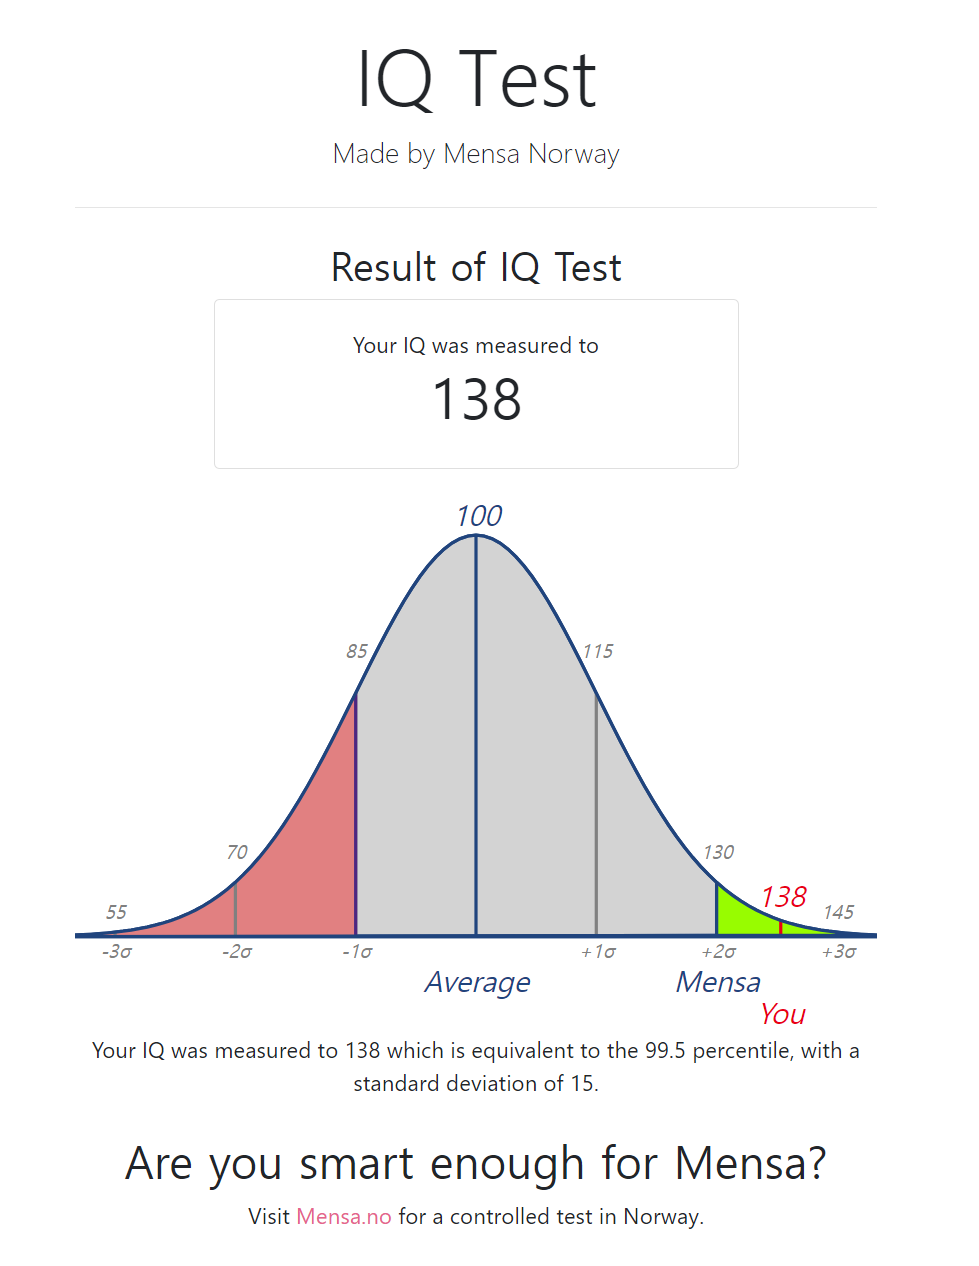 IQ Test
Made by Mensa Norway
Result of IQ Test
Your IQ was measured to
138
100
85
115
70
130
138
55
145
-3σ
-2σ
-1σ
+1σ
+2σ
+3σ
Average
Mensa
You
Your IQ was measured to 138 which is equivalent to the 99.5 percentile, with a
standard deviation of 15.
Are you smart enough for Mensa?
Visit Mensa.no for a controlled test in Norway.